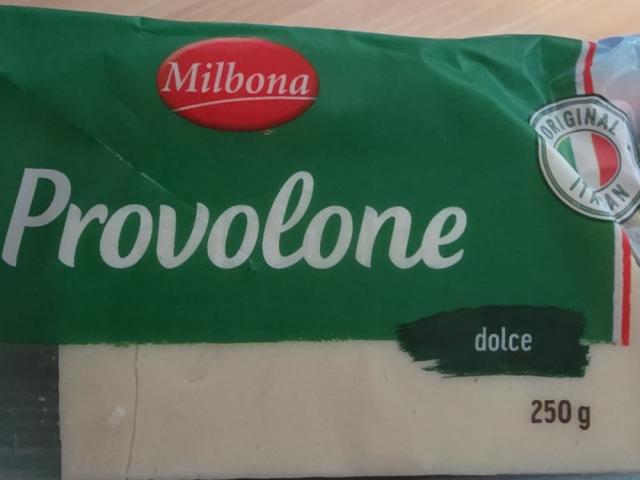 Milbona
ORIGINAL
ITALIAN
Provolone
dolce
250 g